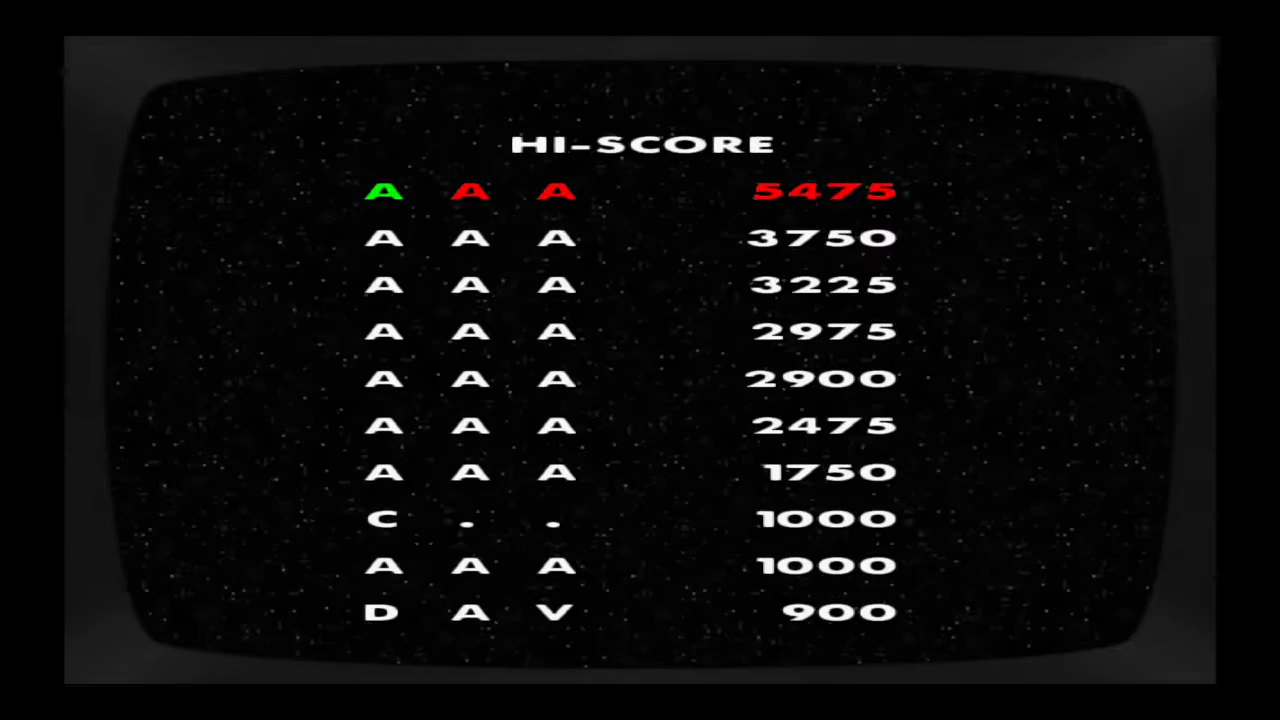 HI-SCORE
A A A 5475
A A A 3750
A A A 3225
A A A 2975
A A A 2900
A A A 2475
A A A 1750
C . . 1000
A A A 1000
D A V 900